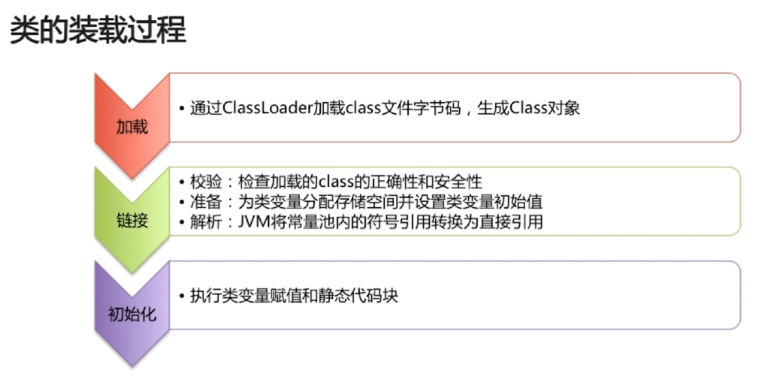 类的装载过程
加载
• 通过ClassLoader加载class文件字节码，生成Class对象
链接
• 校验：检查加载的class的正确性和安全性
• 准备：为类变量分配存储空间并设置类变量初始值
• 解析：JVM将常量池内的符号引用转换为直接引用
初始化
• 执行类变量赋值和静态代码块